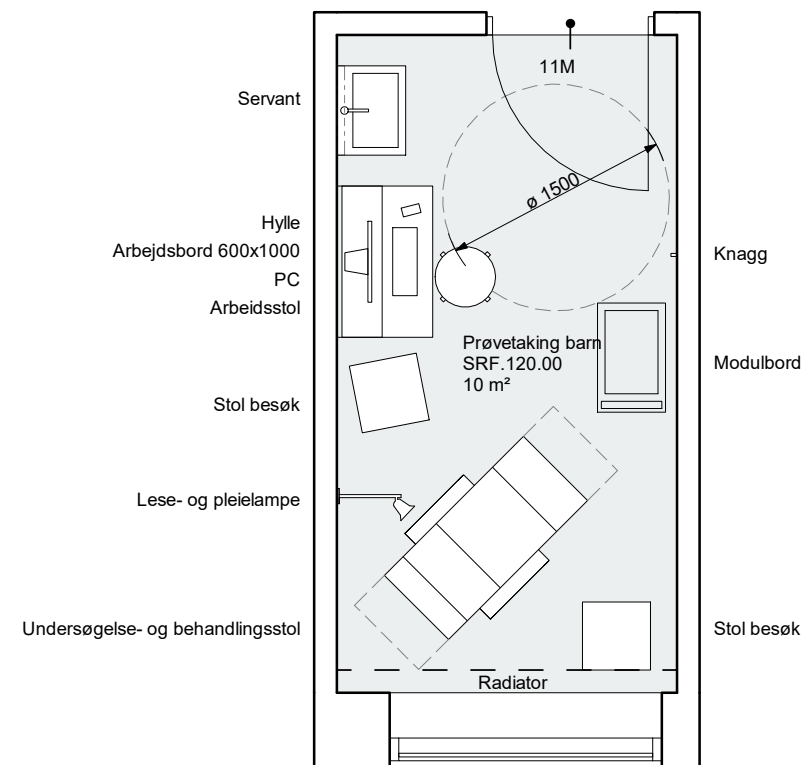 11M
Servant
ø 1500
Hylle
Arbejdsbord 600x1000
PC
Arbeidsstol
Knagg
Prøvetaking barn
SRF.120.00
10 m²
Modulbord
Stol besøk
Lese- og pleielampe
Undersøgelse- og behandlingsstol
Stol besøk
Radiator